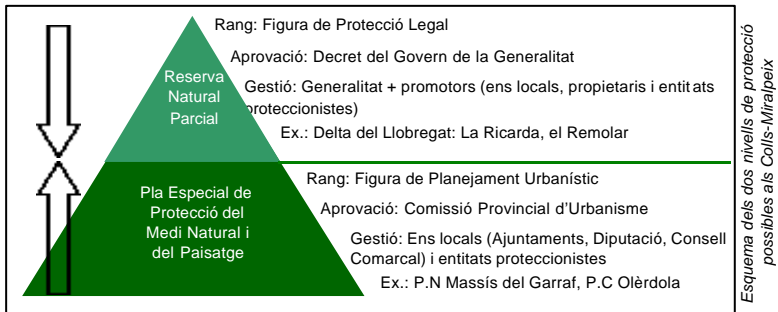 Rang: Figura de Protecció Legal
Aprovació: Decret del Govern de la Generalitat
Reserva
Natural
Parcial
Gestió: Generalitat + promotors (ens locals, propietaris i entitats
proteccionistes)
Ex.: Delta del Llobregat: La Ricarda, el Remolar
Rang: Figura de Planejament Urbanístic
Pla Especial de
Protecció del
Medi Natural i
del Paisatge
Aprovació: Comissió Provincial d'Urbanisme
Gestió: Ens locals (Ajuntaments, Diputació, Consell
Comarcal) i entitats proteccionistes
Ex.: P.N Massís del Garraf, P.C Olèrdola
Esquema dels dos nivells de protecció
possibles als Colls-Miralpeix